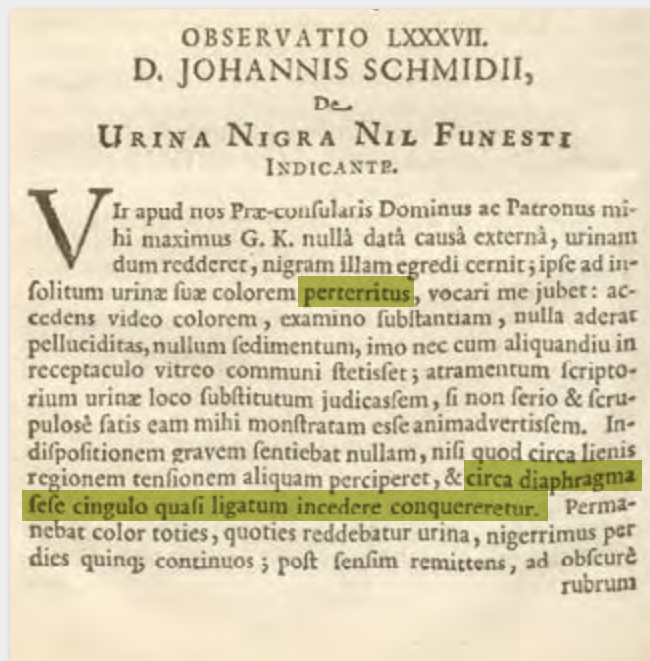 OBSERVATIO LXXXVII.
D. JOHANNIS SCHMIDII,
De
URINA NIGRA NIL FUNESTI
INDICANTE.
VIr apud nos Præ-conſularis Dominus ac Patronus mi-
hi maximus G. K. nullâ datâ causâ externâ, urinam
dum redderet, nigram illam egredi cernit; ipſe ad in-
ſolitum urinæ ſuæ colorem perterritus, vocari me jubet: ac-
cedens video colorem, examino ſubſtantiam, nulla aderat
pelluciditas, nullum ſedimentum, imo nec cum aliquandiu in
receptaculo vitreo communi ſtetiſſet; atramentum ſcripto-
rium urinæ loco ſubſtitutum judicaſſem, ſi non ſerio & ſcru-
pulosè ſatis eam mihi monſtratam eſſe animadvertiſſem. In-
diſpoſitionem gravem ſentiebat nullam, niſi quod circa lienis
regionem tenſionem aliquam perciperet, & circa diaphragma
ſeſe cingulo quaſi ligatum incedere conquereretur. Perma-
nebat color toties, quoties reddebatur urina, nigerrimus per
dies quinq; continuos; poſt ſenſim remittens, ad obſcurè
rubrum